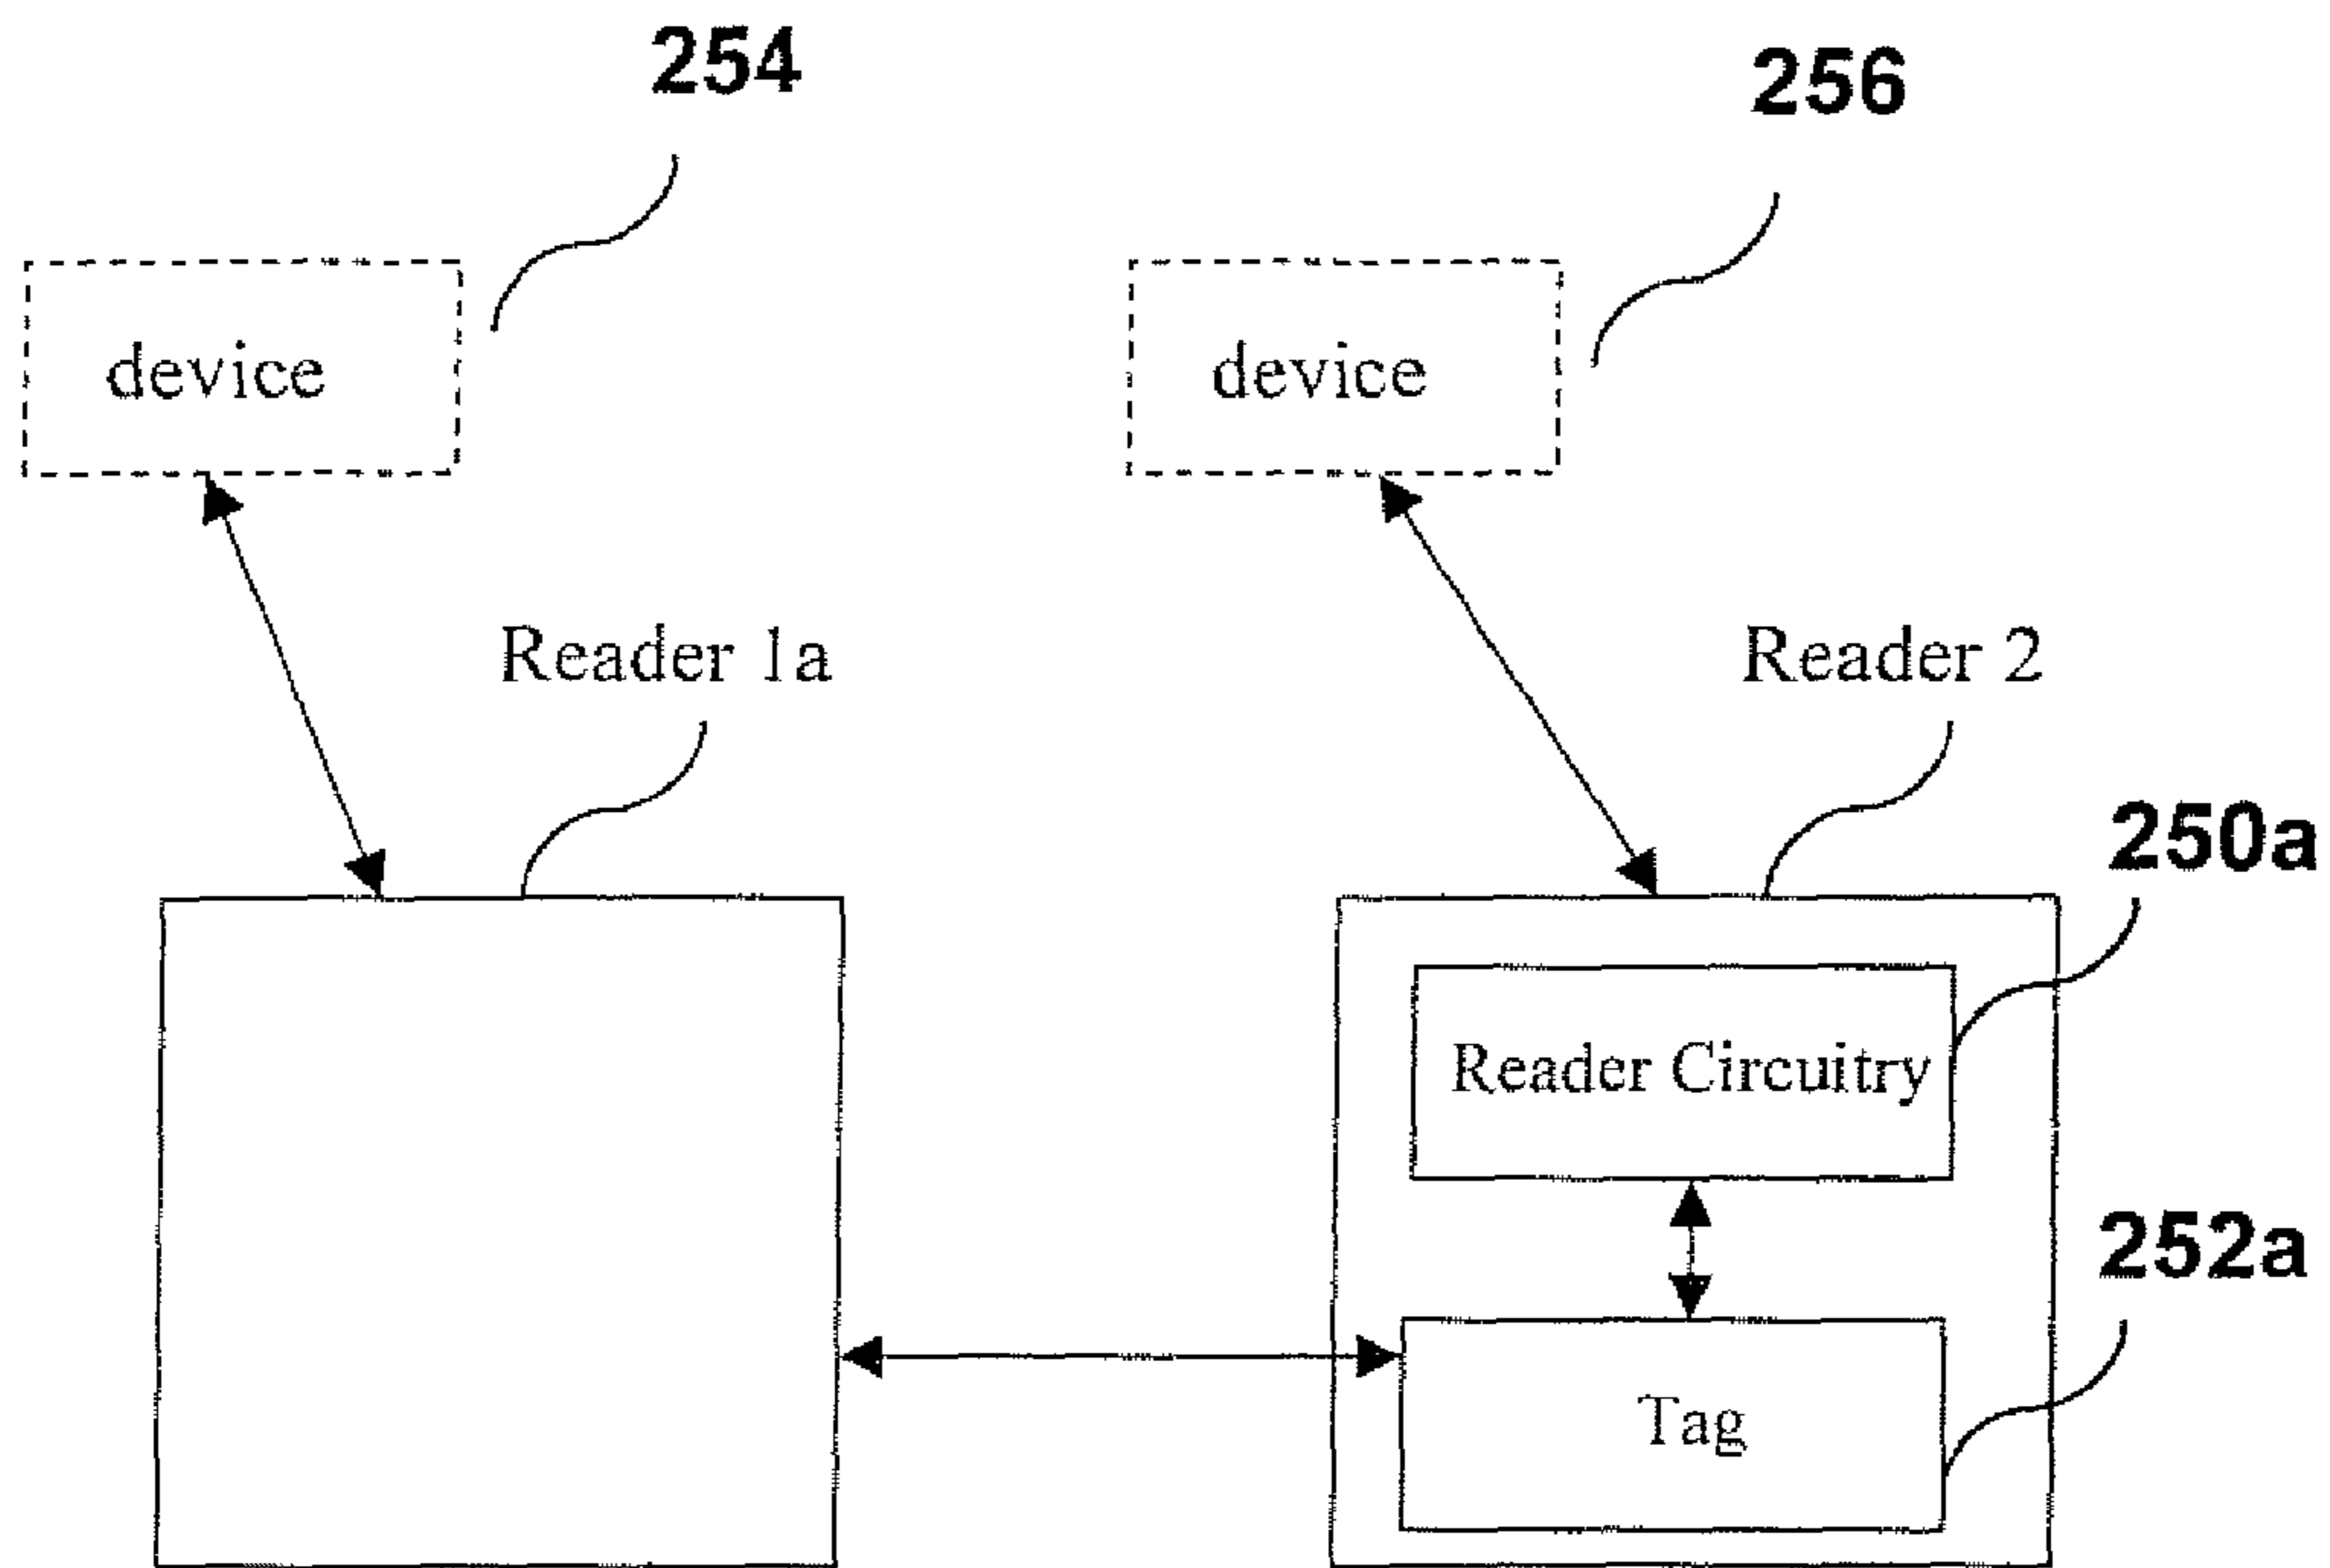 254
256
device
device
Reader 1a
Reader 2
250a
Reader Circuitry
252a
Tag